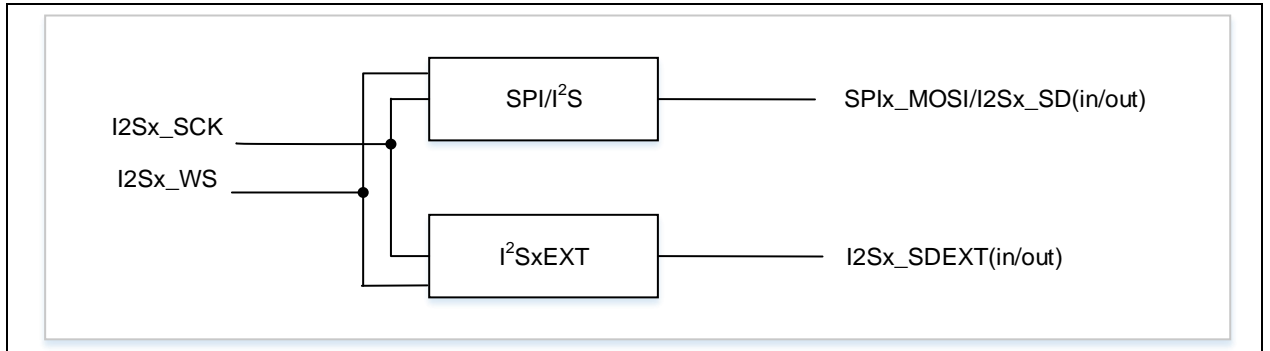 SPI/I²S
SPIx_MOSI/I2Sx_SD(in/out)
I2Sx_SCK
I2Sx_WS
I²SxEXT
I2Sx_SDEXT(in/out)